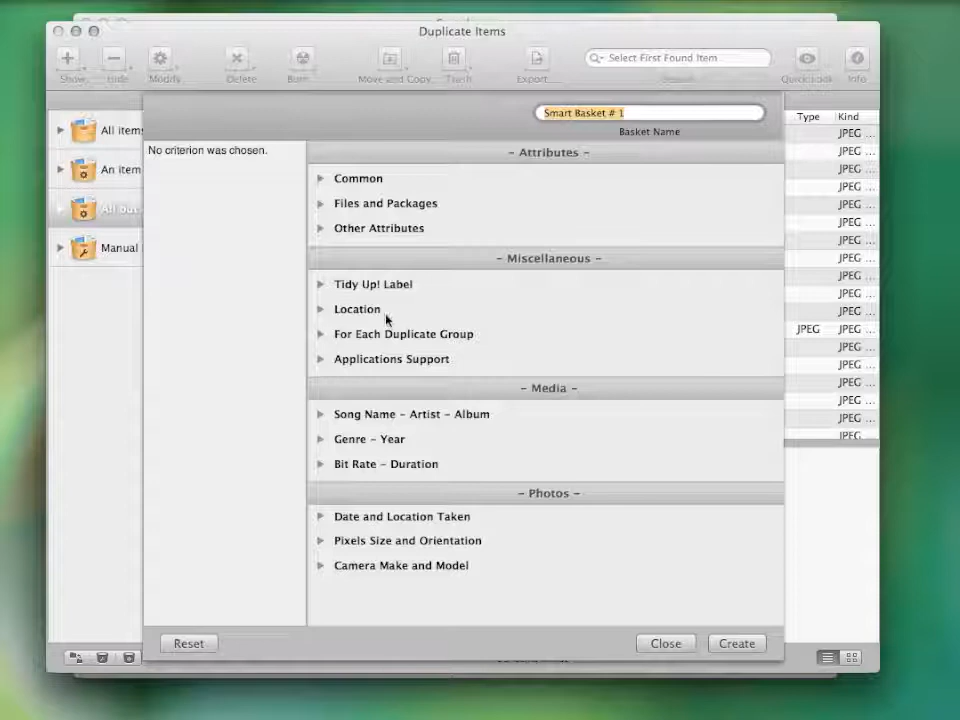 Duplicate Items
Show
Hide
Modify
Delete
Burn
Move and Copy
Trash
Export
Select First Found Item
Search
Quick Look
Info
Smart Basket # 1
Basket Name
Type
Kind
All items
An item
All but
Manual
No criterion was chosen.
– Attributes –
Common
Files and Packages
Other Attributes
– Miscellaneous –
Tidy Up! Label
Location
For Each Duplicate Group
Applications Support
– Media –
Song Name – Artist – Album
Genre – Year
Bit Rate – Duration
– Photos –
Date and Location Taken
Pixels Size and Orientation
Camera Make and Model
JPEG ...
JPEG ...
JPEG ...
JPEG ...
JPEG ...
JPEG ...
JPEG ...
JPEG ...
JPEG ...
JPEG ...
JPEG ...
JPEG JPEG ...
JPEG ...
JPEG ...
JPEG ...
JPEG ...
JPEG ...
JPEG ...
Reset
Close
Create